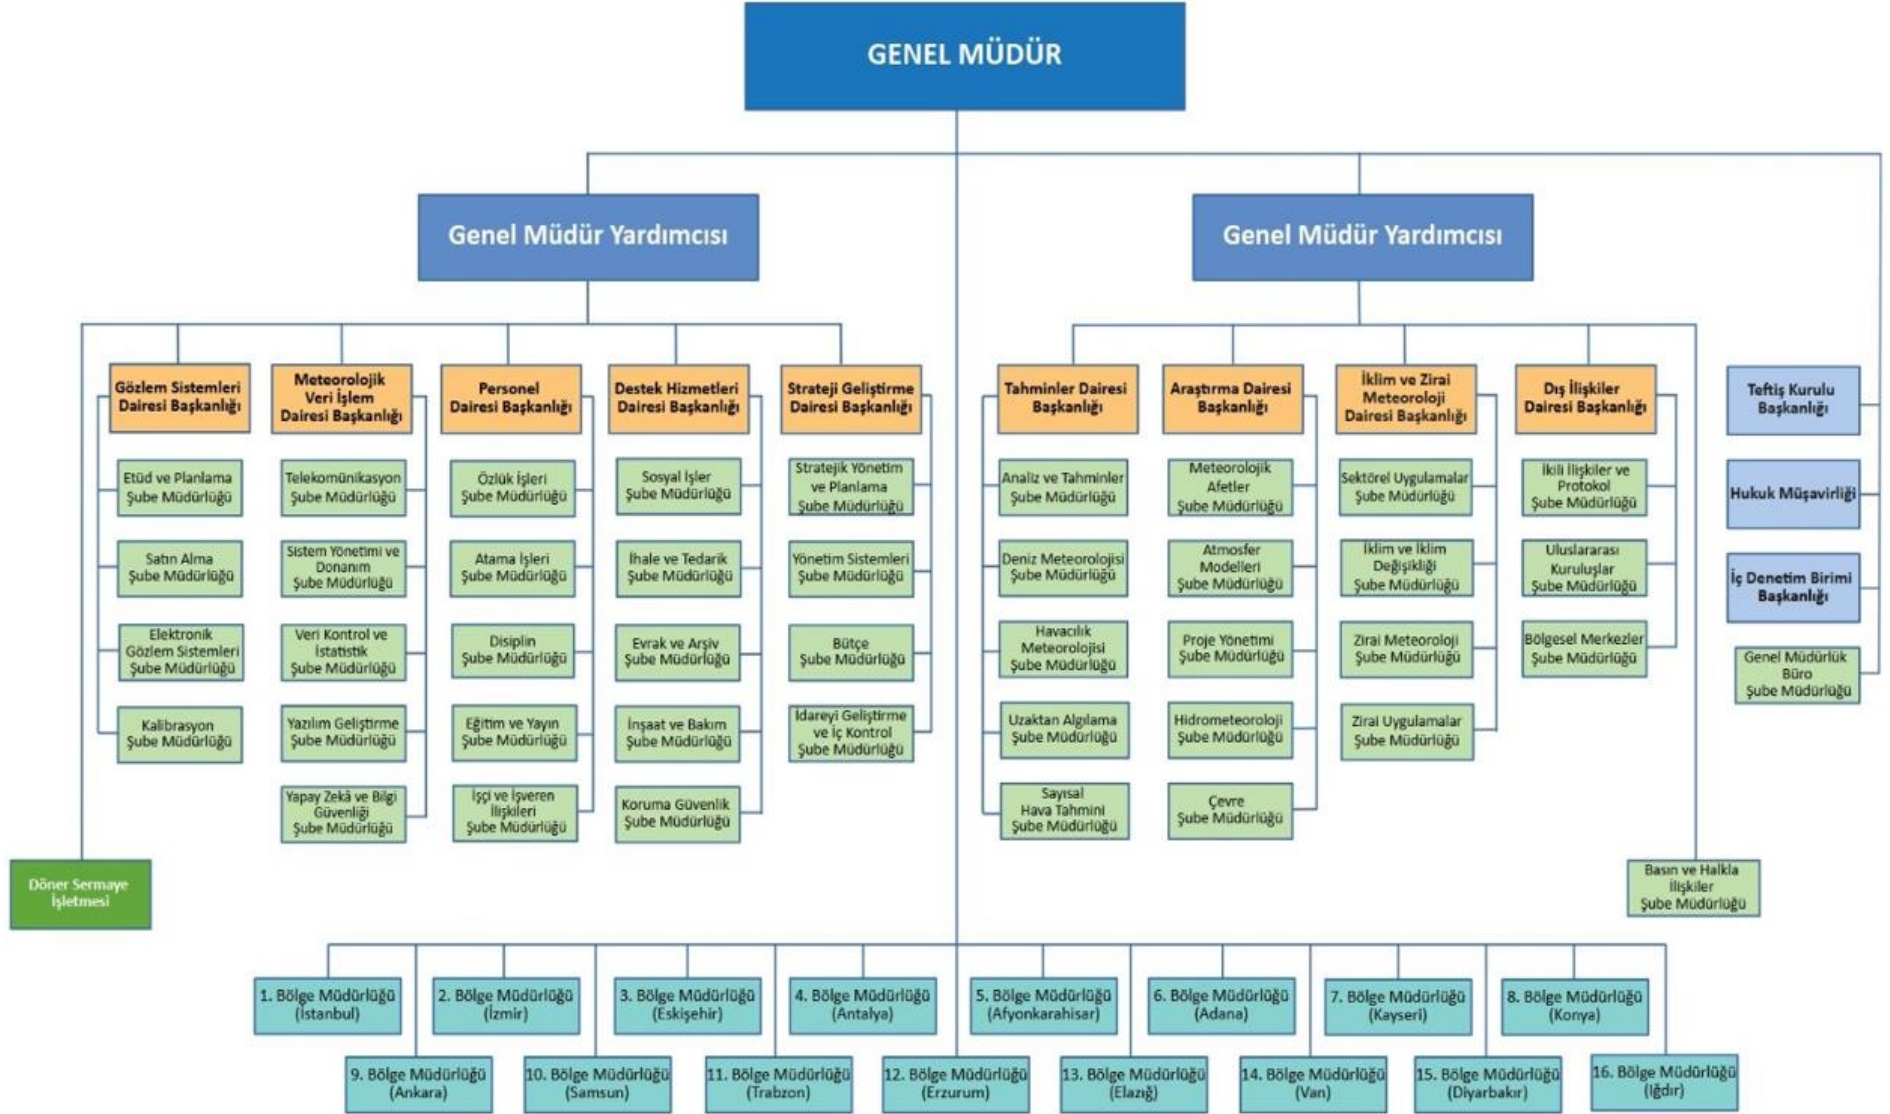 GENEL MÜDÜR
Genel Müdür Yardımcısı
Genel Müdür Yardımcısı
Gözlem Sistemleri
Dairesi Başkanlığı
Etüd ve Planlama
Şube Müdürlüğü
Satın Alma
Şube Müdürlüğü
Elektronik
Gözlem Sistemleri
Şube Müdürlüğü
Kalibrasyon
Şube Müdürlüğü
Meteorolojik
Veri İşlem
Dairesi Başkanlığı
Telekomünikasyon
Şube Müdürlüğü
Sistem Yönetimi ve
Donanım
Şube Müdürlüğü
Veri Kontrol ve
İstatistik
Şube Müdürlüğü
Yazılım Geliştirme
Şube Müdürlüğü
Yapay Zekâ ve Bilgi
Güvenliği
Şube Müdürlüğü
Personel
Dairesi Başkanlığı
Özlük İşleri
Şube Müdürlüğü
Atama İşleri
Şube Müdürlüğü
Disiplin
Şube Müdürlüğü
Eğitim ve Yayın
Şube Müdürlüğü
İşçi ve İşveren
İlişkileri
Şube Müdürlüğü
Destek Hizmetleri
Dairesi Başkanlığı
Sosyal İşler
Şube Müdürlüğü
İhale ve Tedarik
Şube Müdürlüğü
Evrak ve Arşiv
Şube Müdürlüğü
İnşaat ve Bakım
Şube Müdürlüğü
Koruma Güvenlik
Şube Müdürlüğü
Strateji Geliştirme
Dairesi Başkanlığı
Stratejik Yönetim
ve Planlama
Şube Müdürlüğü
Yönetim Sistemleri
Şube Müdürlüğü
Bütçe
Şube Müdürlüğü
İdareyi Geliştirme
ve İç Kontrol
Şube Müdürlüğü
Döner Sermaye
İşletmesi
Tahminler Dairesi
Başkanlığı
Analiz ve Tahminler
Şube Müdürlüğü
Deniz Meteorolojisi
Şube Müdürlüğü
Havacılık
Meteorolojisi
Şube Müdürlüğü
Uzaktan Algılama
Şube Müdürlüğü
Sayısal
Hava Tahmini
Şube Müdürlüğü
Araştırma Dairesi
Başkanlığı
Meteorolojik
Afetler
Şube Müdürlüğü
Atmosfer
Modelleri
Şube Müdürlüğü
Proje Yönetimi
Şube Müdürlüğü
Hidrometeoroloji
Şube Müdürlüğü
Çevre
Şube Müdürlüğü
İklim ve Zirai
Meteoroloji
Dairesi Başkanlığı
Sektörel Uygulamalar
Şube Müdürlüğü
İklim ve İklim
Değişikliği
Şube Müdürlüğü
Zirai Meteoroloji
Şube Müdürlüğü
Zirai Uygulamalar
Şube Müdürlüğü
Dış İlişkiler
Dairesi Başkanlığı
İkili İlişkiler ve
Protokol
Şube Müdürlüğü
Uluslararası
Kuruluşlar
Şube Müdürlüğü
Bölgesel Merkezler
Şube Müdürlüğü
Basın ve Halkla
İlişkiler
Şube Müdürlüğü
Teftiş Kurulu
Başkanlığı
Hukuk Müşavirliği
İç Denetim Birimi
Başkanlığı
Genel Müdürlük
Büro
Şube Müdürlüğü
1. Bölge Müdürlüğü
(İstanbul)
2. Bölge Müdürlüğü
(İzmir)
3. Bölge Müdürlüğü
(Eskişehir)
4. Bölge Müdürlüğü
(Antalya)
5. Bölge Müdürlüğü
(Afyonkarahisar)
6. Bölge Müdürlüğü
(Adana)
7. Bölge Müdürlüğü
(Kayseri)
8. Bölge Müdürlüğü
(Konya)
9. Bölge Müdürlüğü
(Ankara)
10. Bölge Müdürlüğü
(Samsun)
11. Bölge Müdürlüğü
(Trabzon)
12. Bölge Müdürlüğü
(Erzurum)
13. Bölge Müdürlüğü
(Elazığ)
14. Bölge Müdürlüğü
(Van)
15. Bölge Müdürlüğü
(Diyarbakır)
16. Bölge Müdürlüğü
(Iğdır)